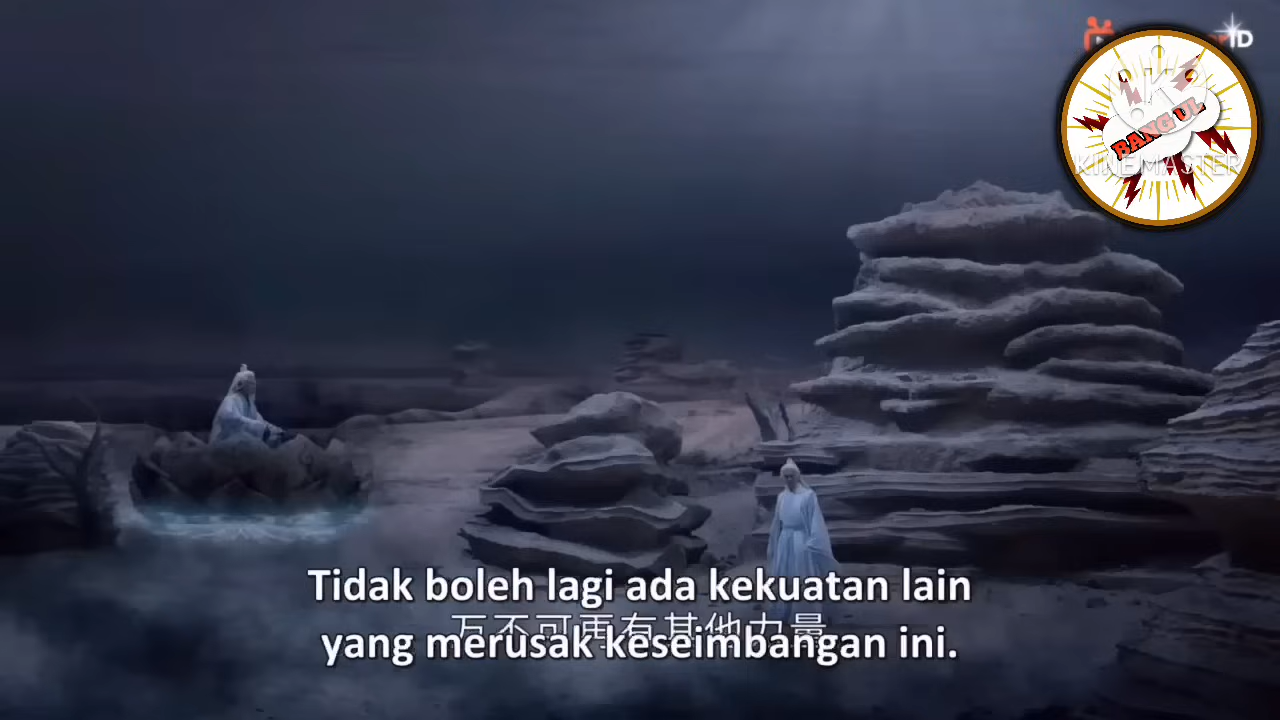 ID
BANG UL
KINEMASTER
Tidak boleh lagi ada kekuatan lain
万不可再有其他力量
yang merusak keseimbangan ini.